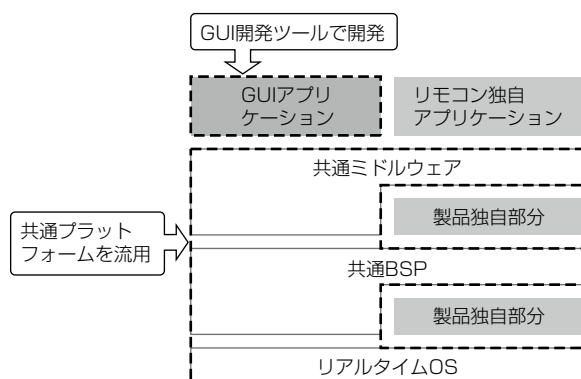 GUI開発ツールで開発
GUIアプリ
ケーション
リモコン独自
アプリケーション
共通ミドルウェア
製品独自部分
共通プラット
フォームを流用
共通BSP
製品独自部分
リアルタイムOS